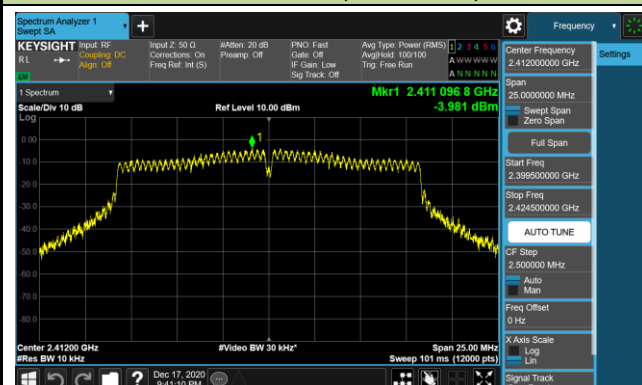 Spectrum Analyzer 1
Swept SA
+
Frequency
KEYSIGHT
RL
Input: RF
Coupling: DC
Align: Off
Input Z: 50 Ω
Corrections: On
Freq Ref: Int (S)
#Atten: 20 dB
Preamp: Off
PNO: Fast
Gate: Off
IF Gain: Low
Sig Track: Off
Avg Type: Power (RMS)
Avg|Hold: 100/100
Trig: Free Run
1 2 3 4 5 6
A W W W W W
A N N N N N
1 Spectrum
Scale/Div 10 dB
Log
Ref Level 10.00 dBm
Mkr1 2.411 096 8 GHz
-3.981 dBm
1
0.00
-10.0
-20.0
-30.0
-40.0
-50.0
-60.0
-70.0
-80.0
Center 2.41200 GHz
#Res BW 10 kHz
#Video BW 30 kHz*
Span 25.00 MHz
Sweep 101 ms (12000 pts)
?
Dec 17, 2020
9:41:10 PM
Center Frequency
2.412000000 GHz
Span
25.0000000 MHz
Swept Span
Zero Span
Full Span
Start Freq
2.399500000 GHz
Stop Freq
2.424500000 GHz
AUTO TUNE
CF Step
2.500000 MHz
Auto
Man
Freq Offset
0 Hz
X Axis Scale
Log
Lin
Signal Track
Settings